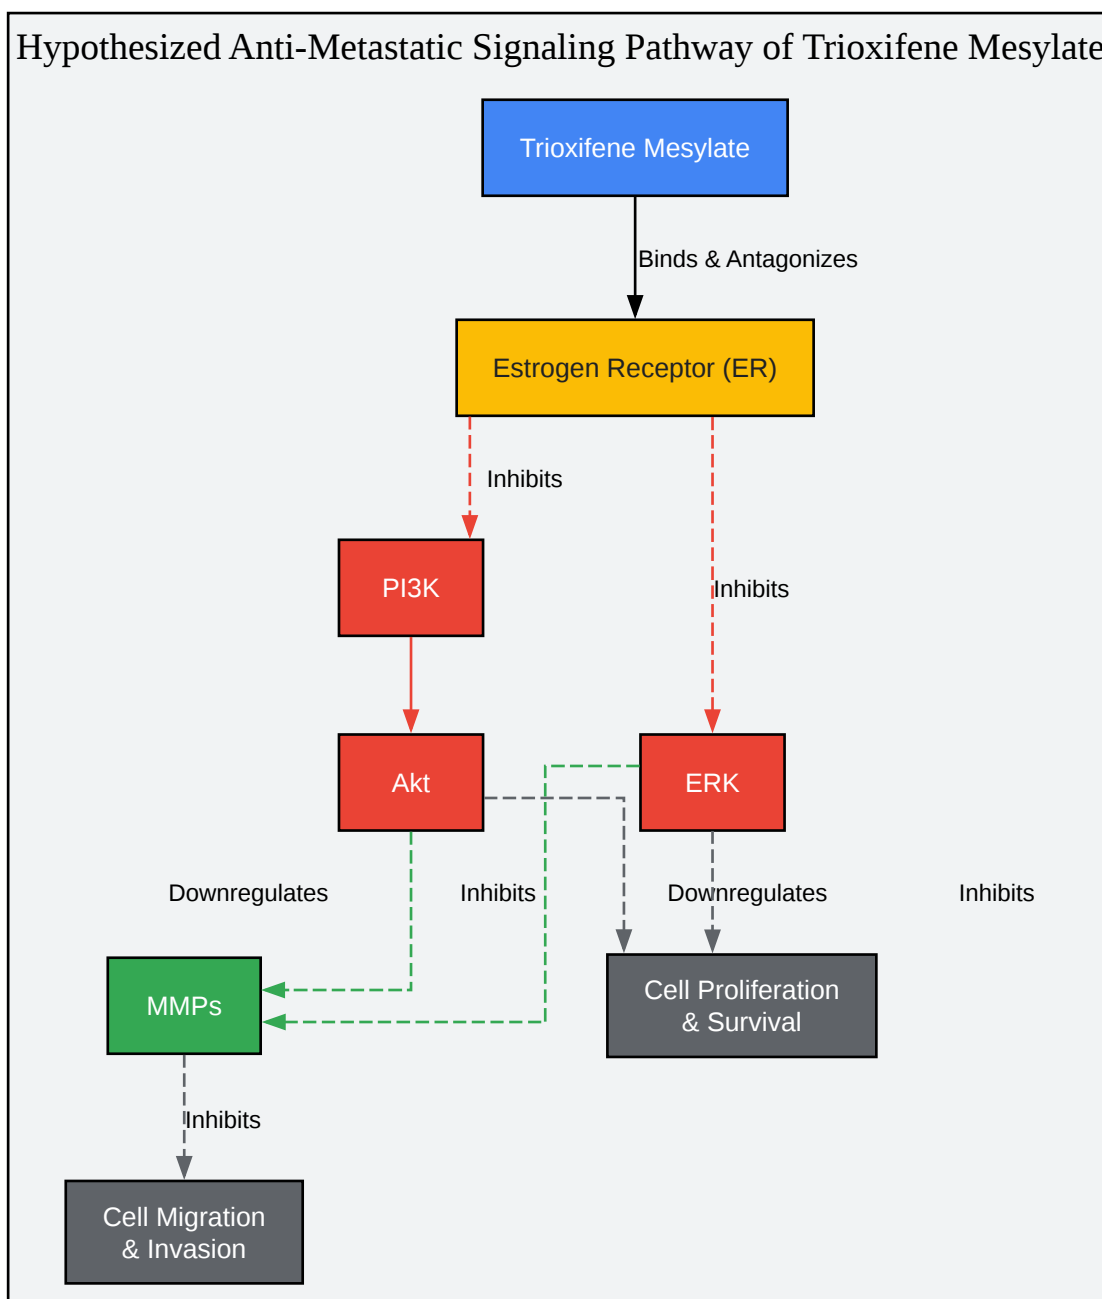 Hypothesized Anti-Metastatic Signaling Pathway of Trioxifene Mesylate
Trioxifene Mesylate
Binds & Antagonizes
Estrogen Receptor (ER)
Inhibits
PI3K
Inhibits
Akt
ERK
Downregulates
Inhibits
Downregulates
Inhibits
MMPs
Cell Proliferation
& Survival
Inhibits
Cell Migration
& Invasion